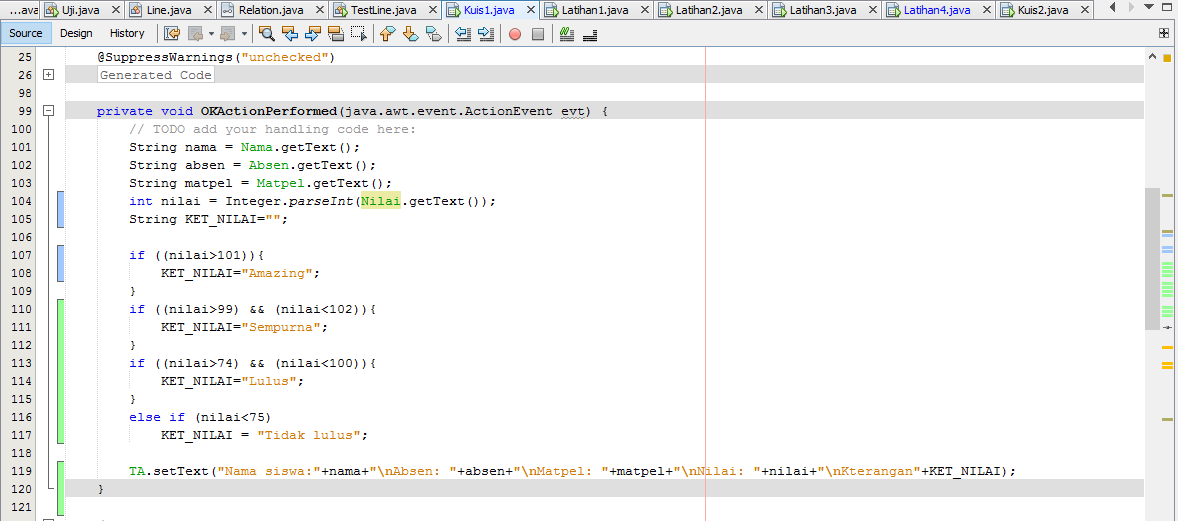 ...ava Uji.java Line.java Relation.java TestLine.java Kuis1.java Latihan1.java Latihan2.java Latihan3.java Latihan4.java Kuis2.java
Source Design History
25 @SuppressWarnings("unchecked")
26 Generated Code
98
99 private void OKActionPerformed(java.awt.event.ActionEvent evt) {
100 // TODO add your handling code here:
101 String nama = Nama.getText();
102 String absen = Absen.getText();
103 String matpel = Matpel.getText();
104 int nilai = Integer.parseInt(Nilai.getText());
105 String KET_NILAI="";
106
107 if ((nilai>101)){
108 KET_NILAI="Amazing";
109 }
110 if ((nilai>99) && (nilai<102)){
111 KET_NILAI="Sempurna";
112 }
113 if ((nilai>74) && (nilai<100)){
114 KET_NILAI="Lulus";
115 }
116 else if (nilai<75)
117 KET_NILAI = "Tidak lulus";
118
119 TA.setText("Nama siswa:"+nama+"\nAbsen: "+absen+"\nMatpel: "+matpel+"\nNilai: "+nilai+"\nKterangan"+KET_NILAI);
120 }
121